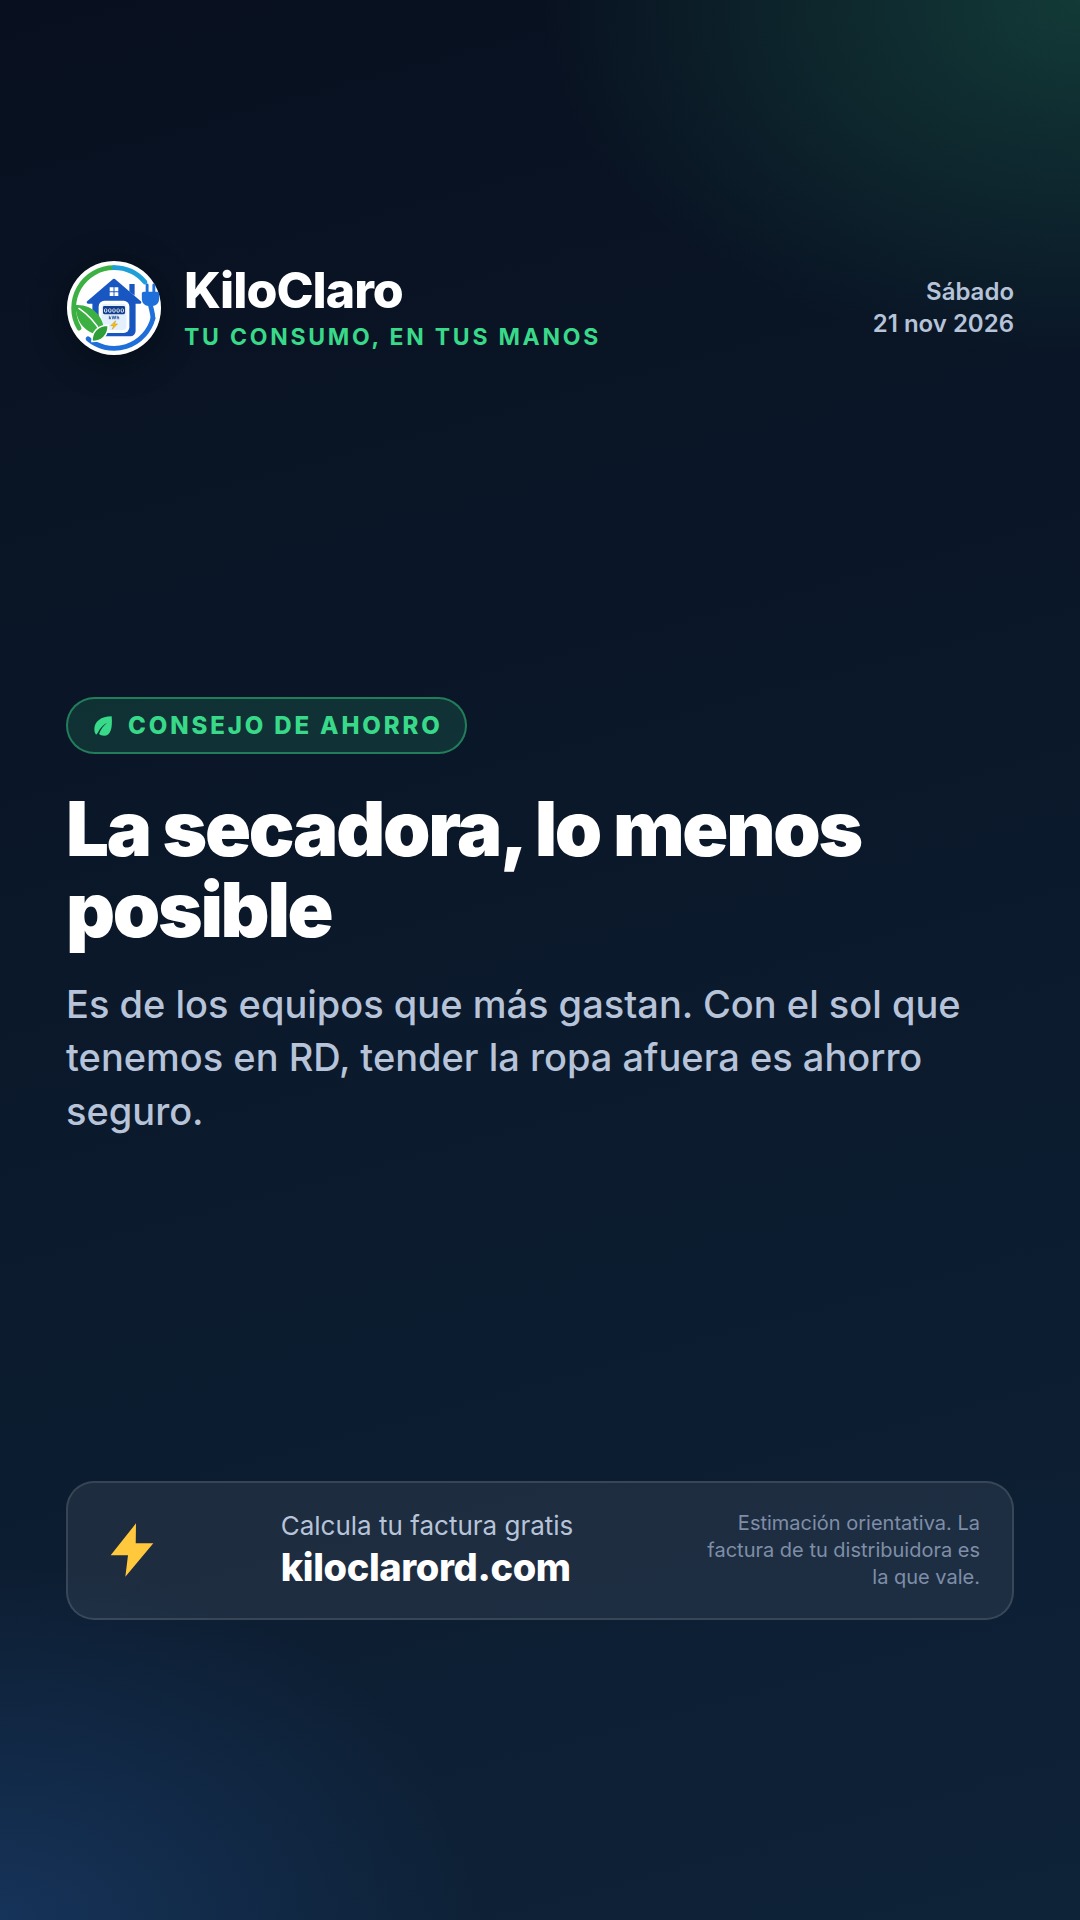 KiloClaro
TU CONSUMO, EN TUS MANOS
Sábado
21 nov 2026
CONSEJO DE AHORRO
La secadora, lo menos
posible
Es de los equipos que más gastan. Con el sol que
tenemos en RD, tender la ropa afuera es ahorro
seguro.
Calcula tu factura gratis
kiloclarord.com
Estimación orientativa. La
factura de tu distribuidora es
la que vale.